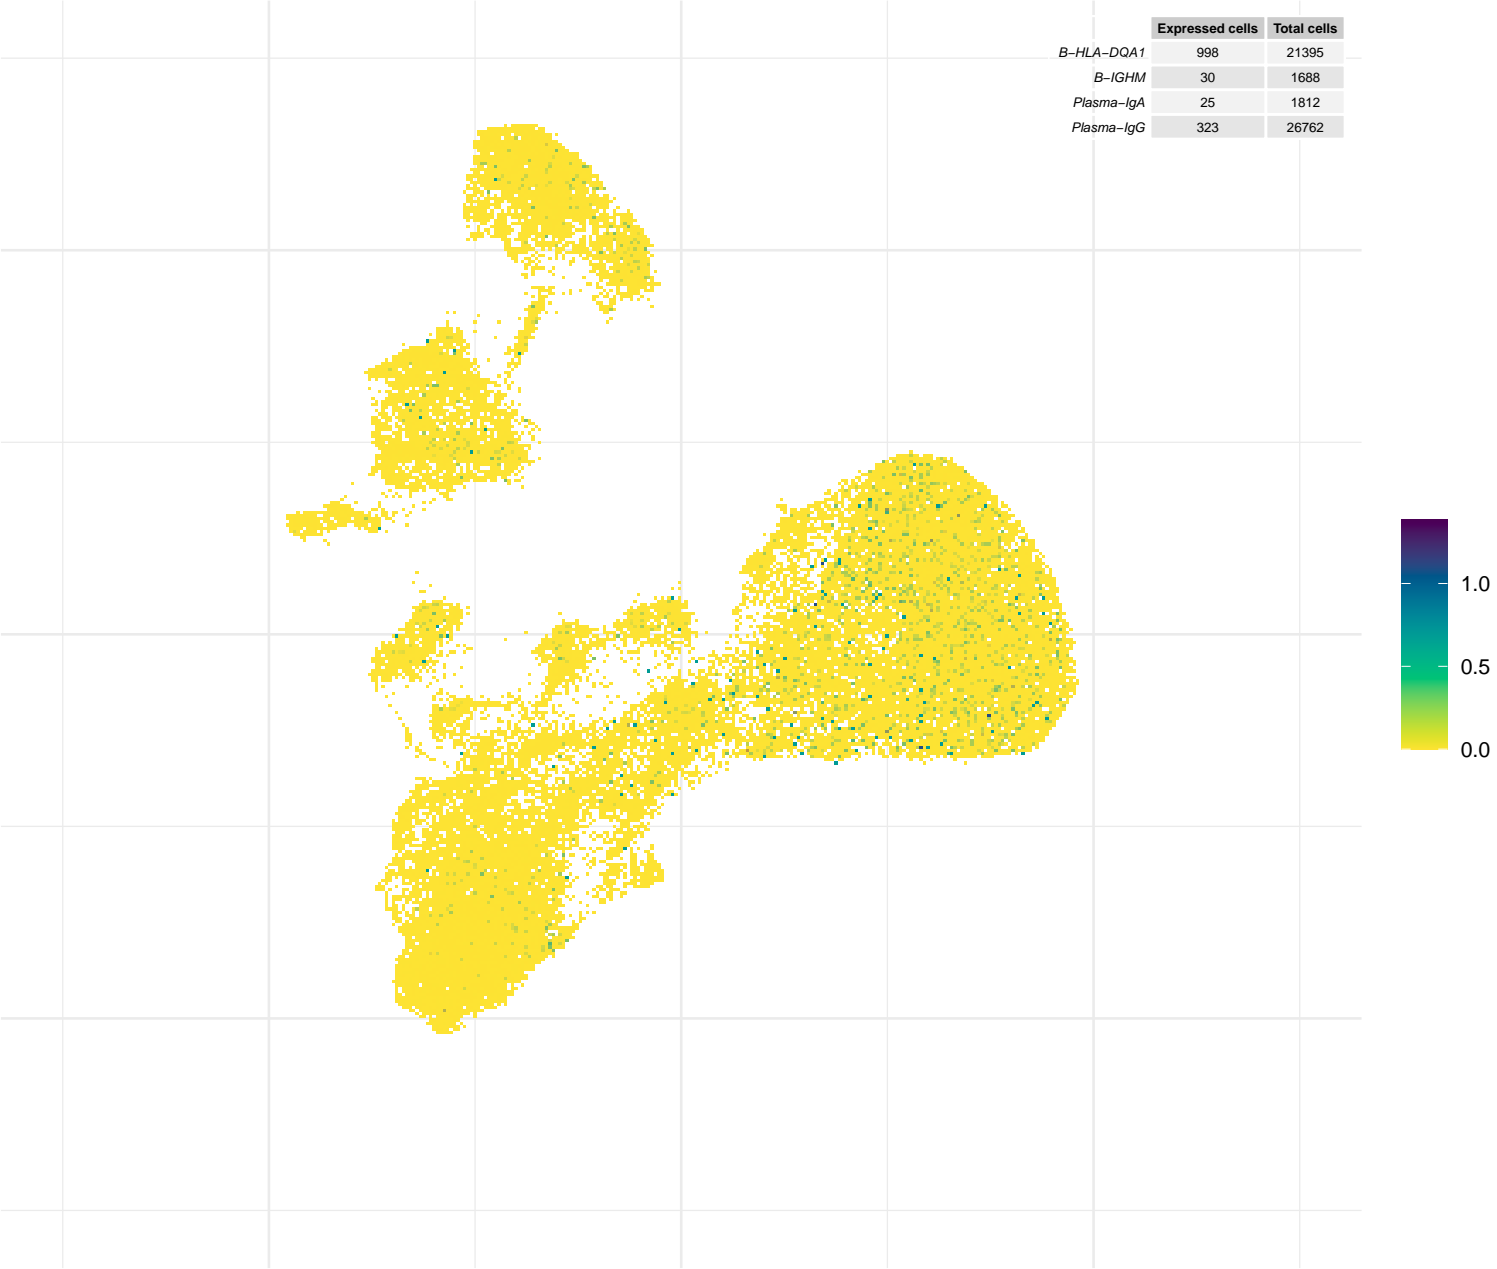 Expressed cells Total cells
B−HLA−DQA1 998 21395
B−IGHM 30 1688
Plasma−IgA 25 1812
Plasma−IgG 323 26762
1.0
0.5
0.0